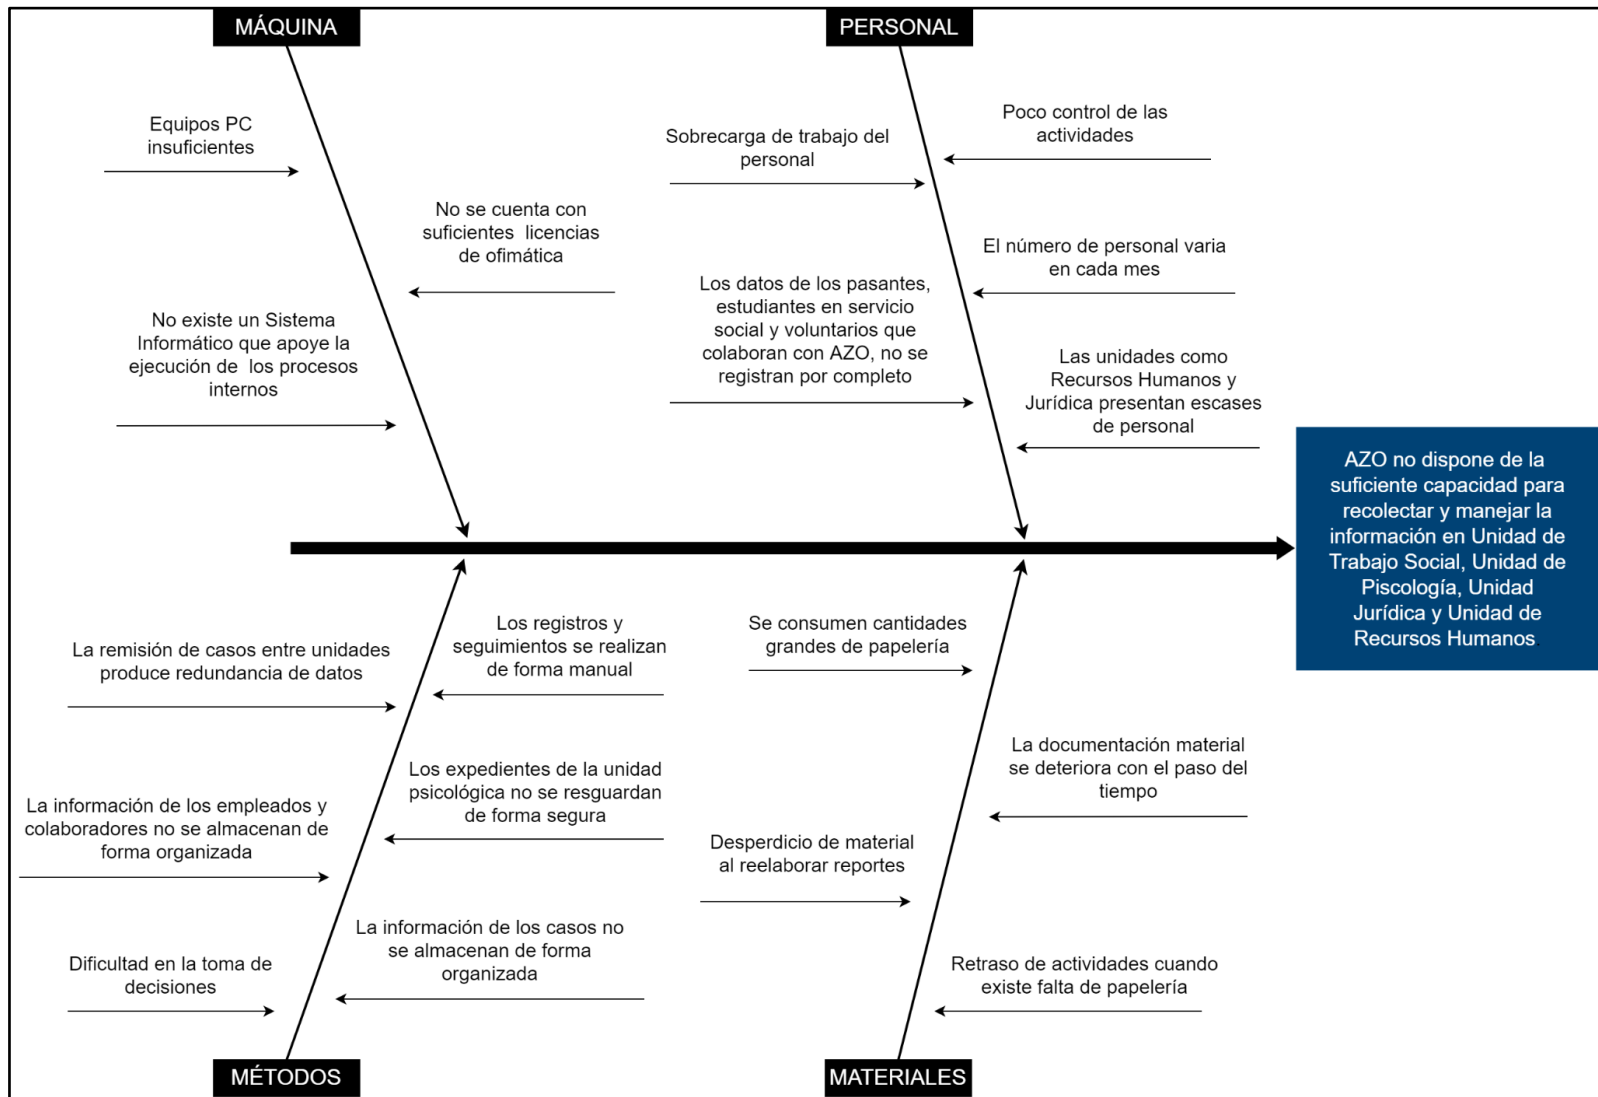 MÁQUINA
PERSONAL
Equipos PC
insuficientes
No se cuenta con
suficientes licencias
de ofimática
No existe un Sistema
Informático que apoye la
ejecución de los procesos
internos
Sobrecarga de trabajo del
personal
Poco control de las
actividades
El número de personal varia
en cada mes
Los datos de los pasantes,
estudiantes en servicio
social y voluntarios que
colaboran con AZO, no se
registran por completo
Las unidades como
Recursos Humanos y
Jurídica presentan escases
de personal
AZO no dispone de la
suficiente capacidad para
recolectar y manejar la
información en Unidad de
Trabajo Social, Unidad de
Piscología, Unidad
Jurídica y Unidad de
Recursos Humanos
La remisión de casos entre unidades
produce redundancia de datos
Los registros y
seguimientos se realizan
de forma manual
La información de los empleados y
colaboradores no se almacenan de
forma organizada
Los expedientes de la unidad
psicológica no se resguardan
de forma segura
Dificultad en la toma de
decisiones
La información de los casos no
se almacenan de forma
organizada
Se consumen cantidades
grandes de papelería
La documentación material
se deteriora con el paso del
tiempo
Desperdicio de material
al reelaborar reportes
Retraso de actividades cuando
existe falta de papelería
MÉTODOS
MATERIALES